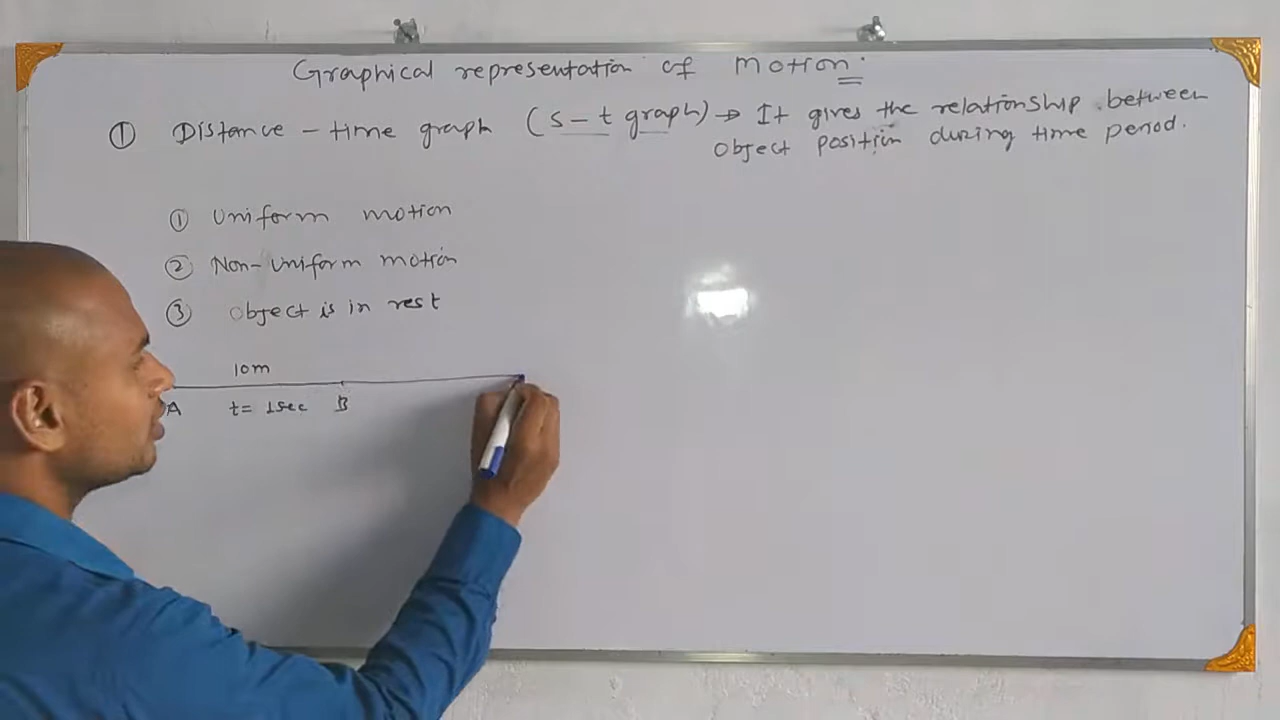 Graphical representation of motion:
① Distance - time graph (s - t graph) → It gives the relationship between
object position during time period.
① Uniform motion
② Non-uniform motion
③ object is in rest
10m
A t = 1sec B